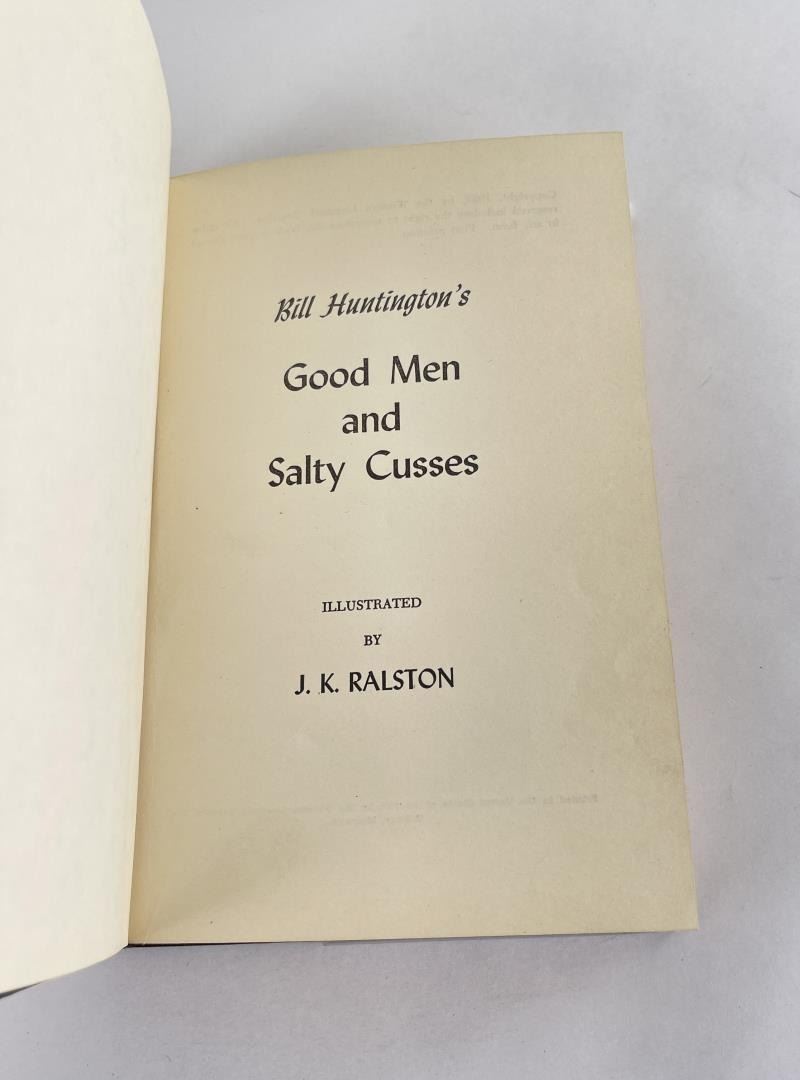 Bill Huntington's
Good Men
and
Salty Cusses
ILLUSTRATED
BY
J. K. RALSTON